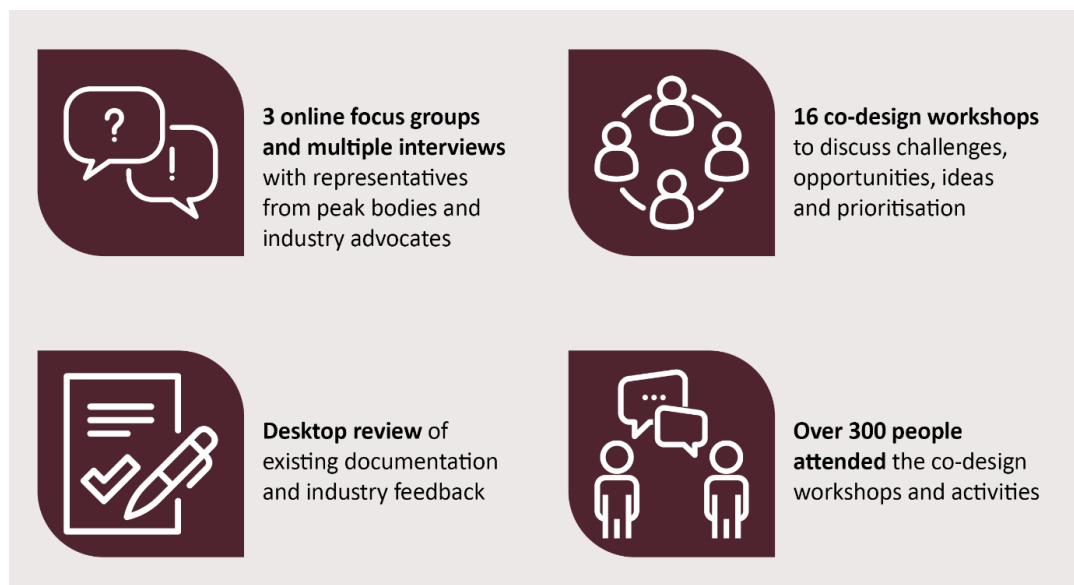 ?
!
3 online focus groups
and multiple interviews
with representatives
from peak bodies and
industry advocates
16 co-design workshops
to discuss challenges,
opportunities, ideas
and prioritisation
Desktop review of
existing documentation
and industry feedback
...
Over 300 people
attended the co-design
workshops and activities